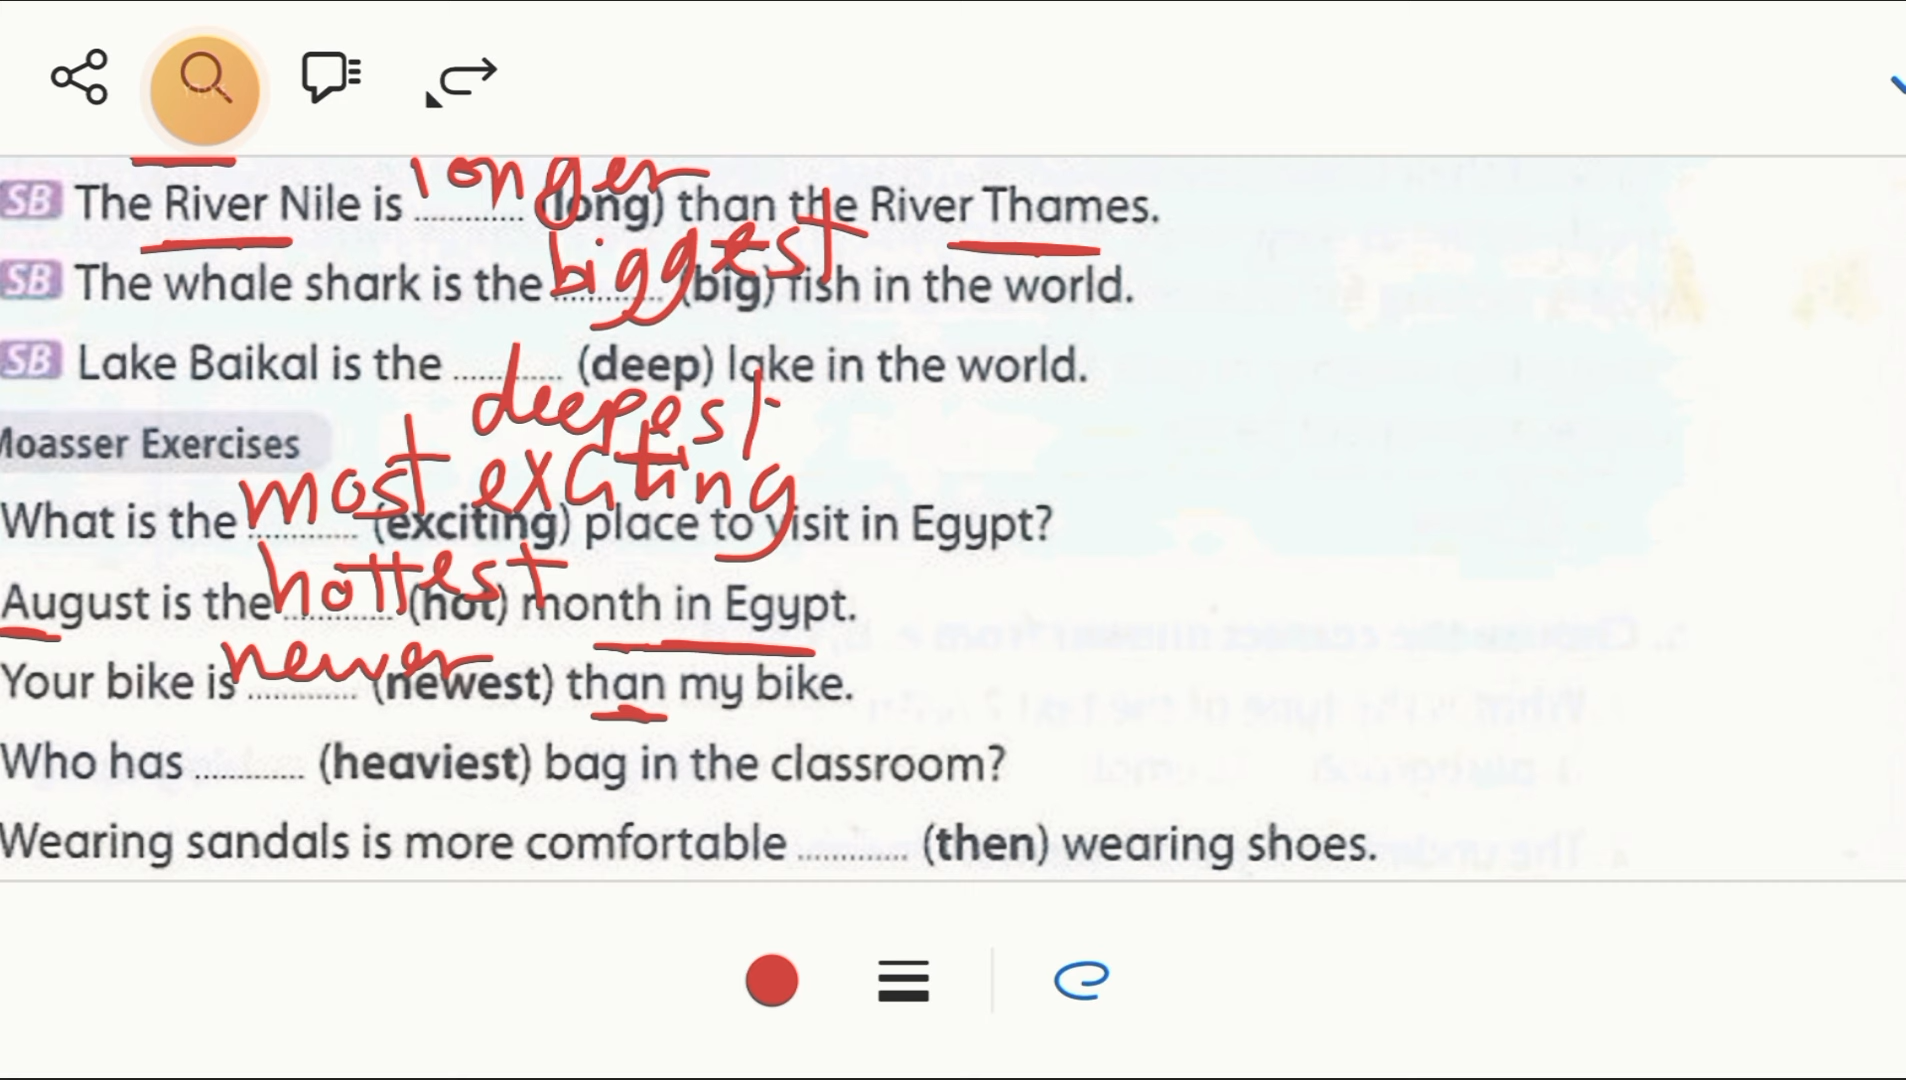 longer
SB The River Nile is ............ (long) than the River Thames.
biggest
SB The whale shark is the ............ (big) fish in the world.
SB Lake Baikal is the ............ (deep) lake in the world.
deepest
Moasser Exercises
most exciting
What is the ............ (exciting) place to visit in Egypt?
hottest
August is the ............ (hot) month in Egypt.
newer
Your bike is ............ (newest) than my bike.
Who has ............ (heaviest) bag in the classroom?
Wearing sandals is more comfortable ............ (then) wearing shoes.